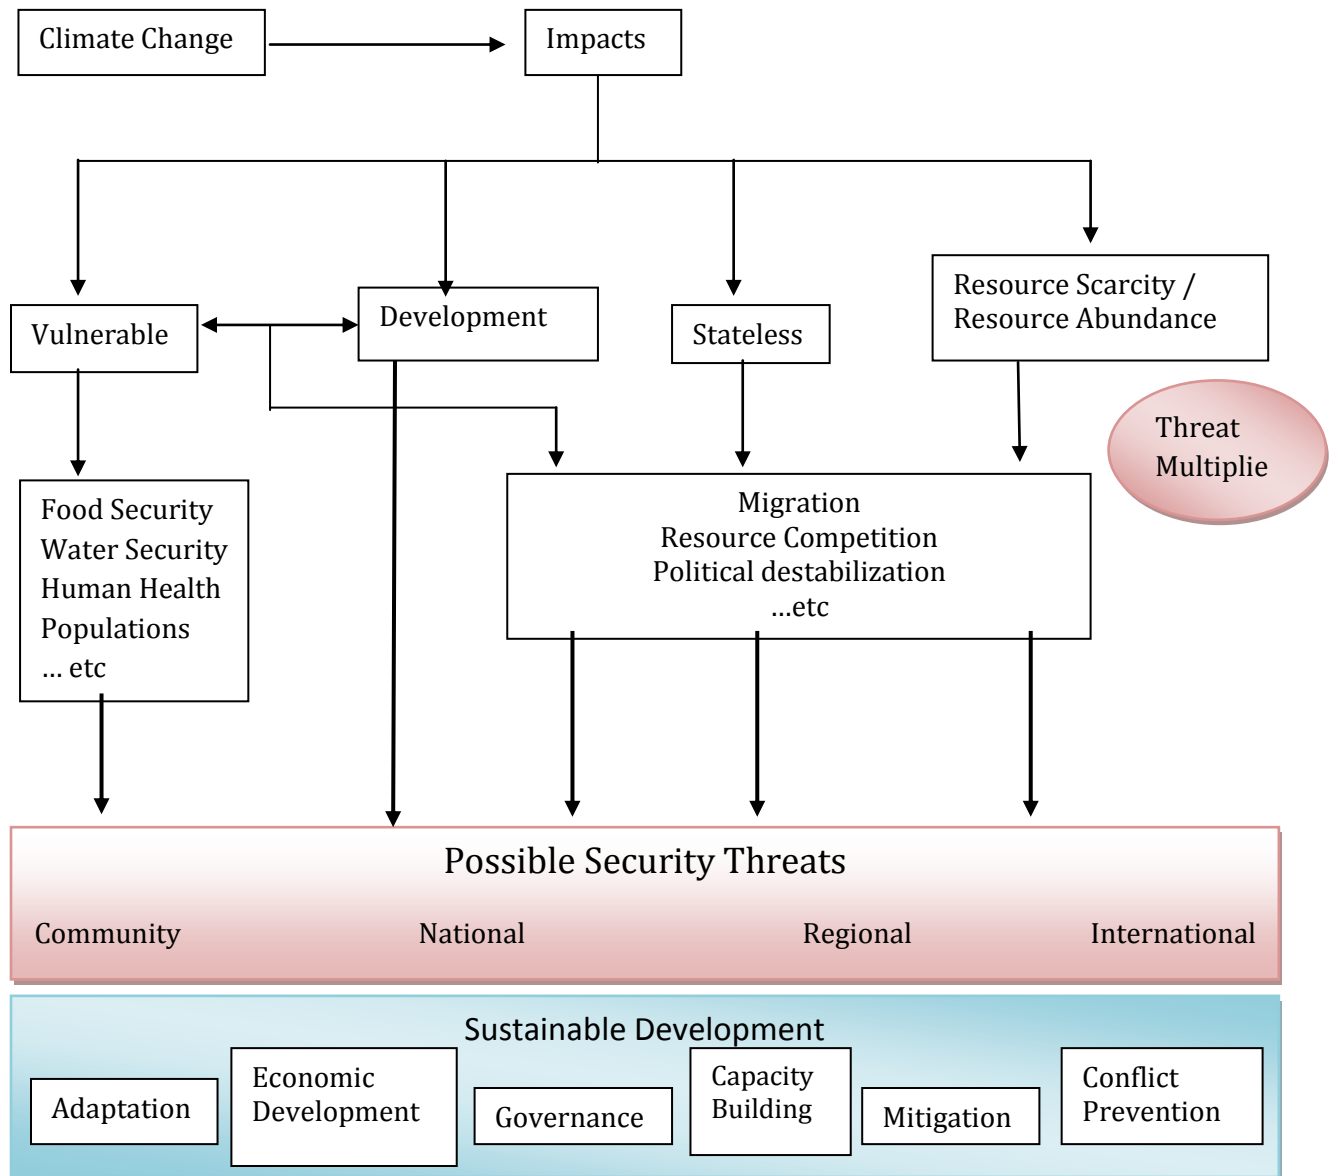 Climate Change
Impacts
Resource Scarcity /
Resource Abundance
Vulnerable
Development
Stateless
Threat
Multiplie
Food Security
Water Security
Human Health
Populations
... etc
Migration
Resource Competition
Political destabilization
...etc
Possible Security Threats
Community
National
Regional
International
Sustainable Development
Adaptation
Economic
Development
Governance
Capacity
Building
Mitigation
Conflict
Prevention